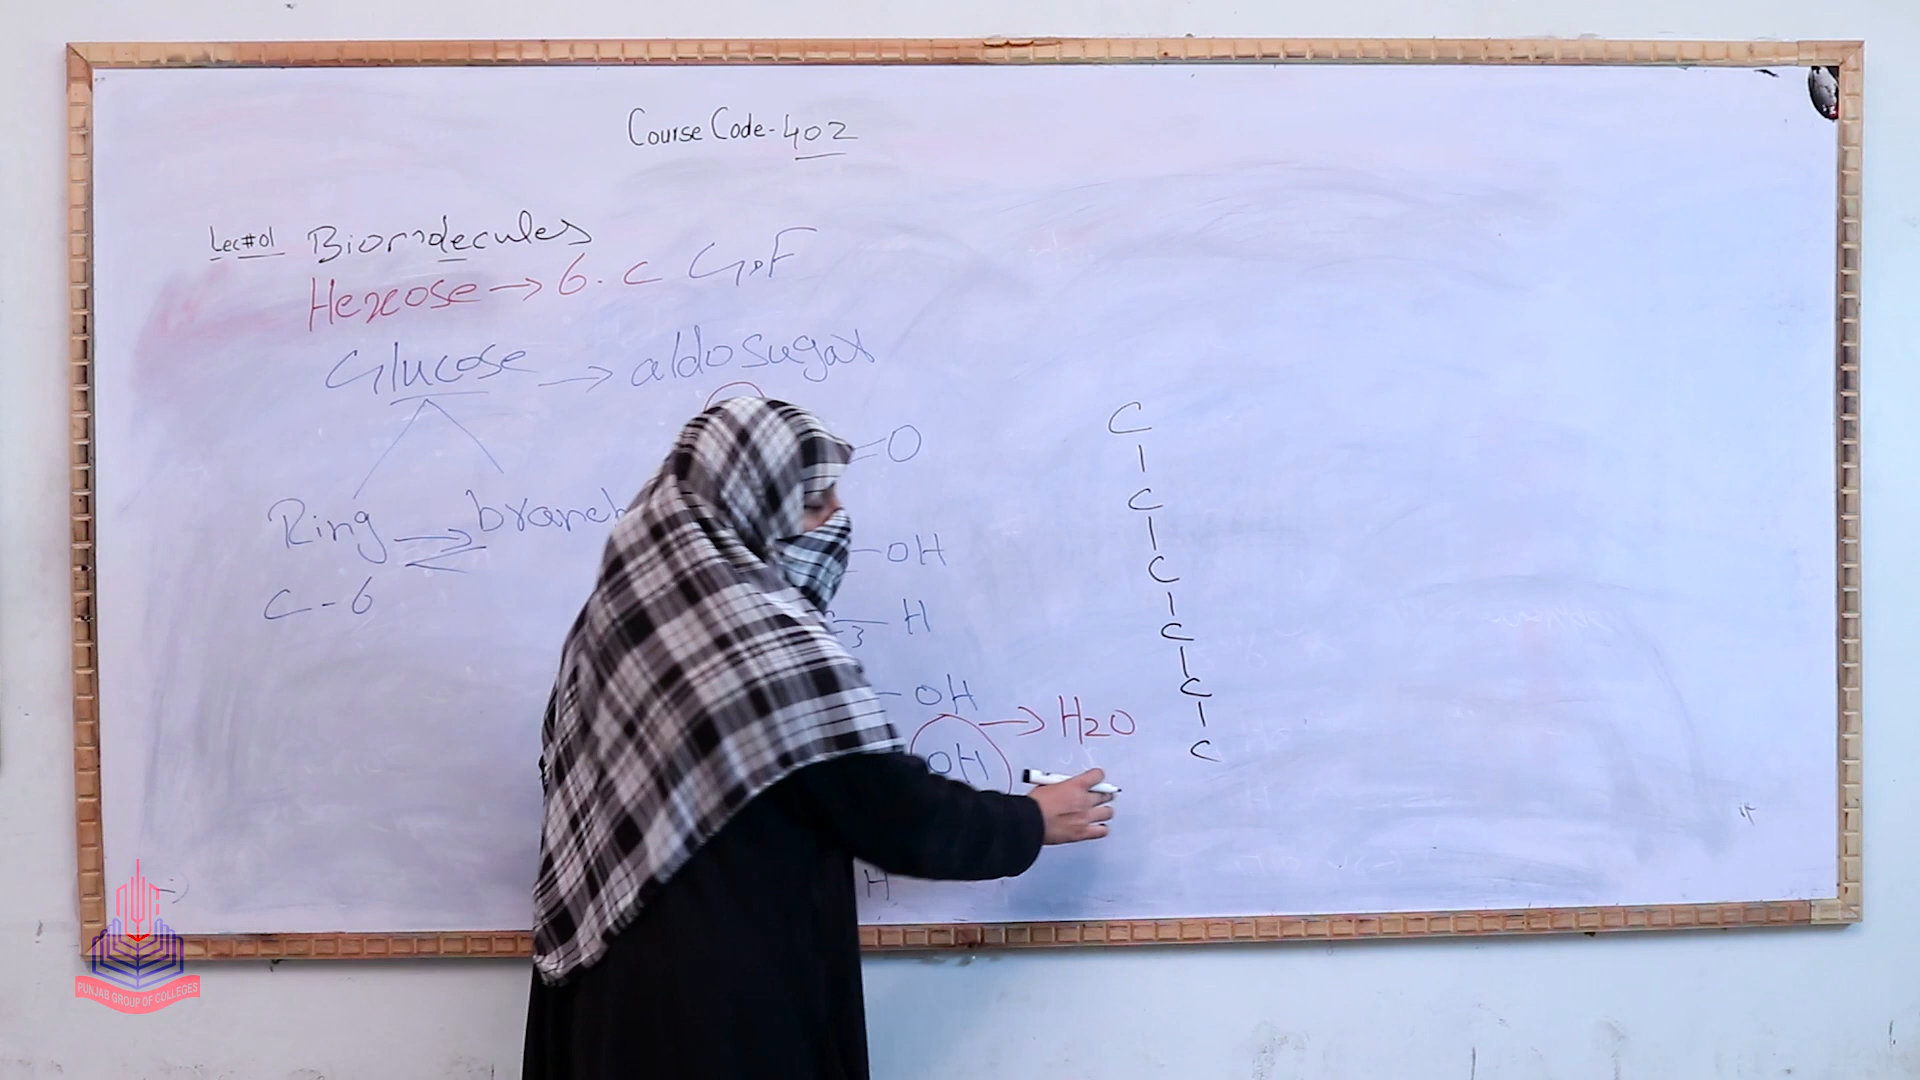 Course Code-402
Lec#01 Biomolecules
Hexose → 6.c G,F
Glucose → aldosugar
=O
Ring branch
-OH
C-6
H
3
-OH
→ H2O
OH
H
C
C
C
C
C
C
PUNJAB GROUP OF COLLEGES